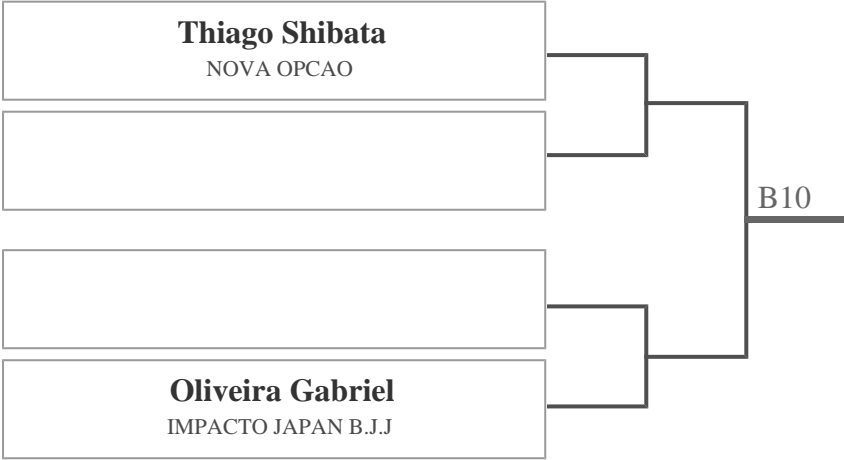 Thiago Shibata
NOVA OPCAO
B10
Oliveira Gabriel
IMPACTO JAPAN B.J.J